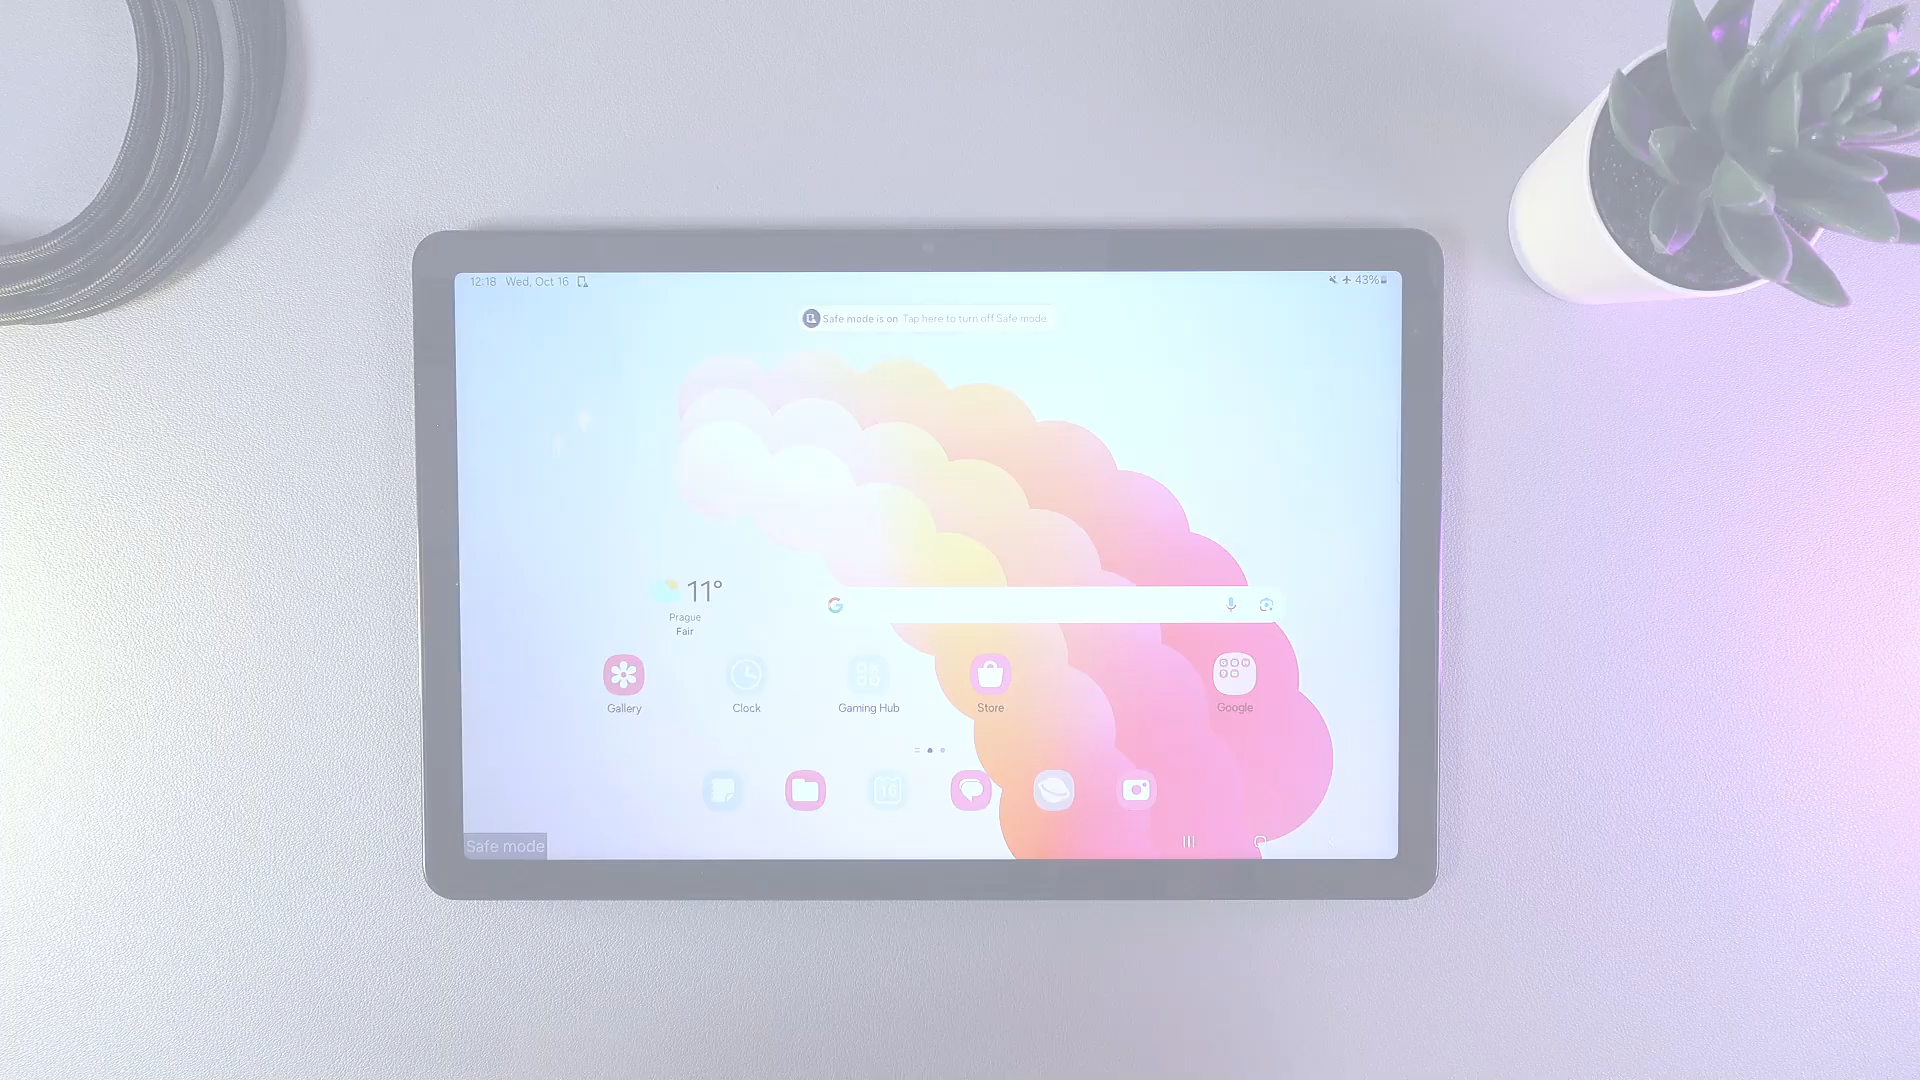 12:18 Wed, Oct 16
43%
Safe mode is on Tap here to turn off Safe mode.
11°
Prague
Fair
G
Gallery
Clock
Gaming Hub
Store
Google
16
Safe mode